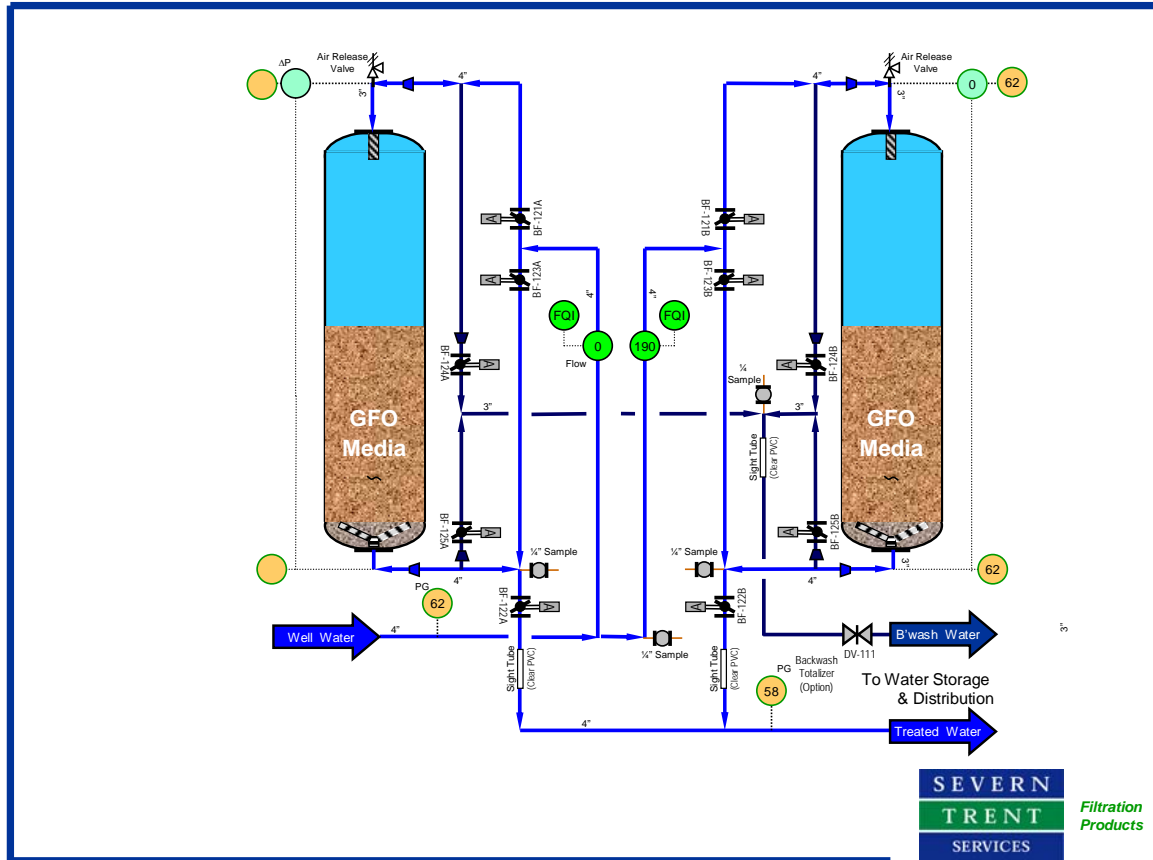 Air Release
Valve
ΔP
4"
3"
Air Release
Valve
4"
3"
0
62
BF-121A
A
BF-121B
A
BF-123A
A
BF-123B
A
4"
4"
FQI
FQI
0
190
Flow
BF-124A
A
BF-124B
A
¼
Sample
3"
3"
GFO
Media
~
GFO
Media
~
Sight Tube
(Clear PVC)
BF-125A
A
BF-125B
A
¼" Sample
¼" Sample
4"
4"
3"
62
PG
62
BF-122A
A
BF-122B
A
Well Water
4"
¼" Sample
B'wash Water
3"
DV-111
Sight Tube
(Clear PVC)
Sight Tube
(Clear PVC)
PG
58
Backwash
Totalizer
(Option)
To Water Storage
& Distribution
4"
Treated Water
SEVERN
TRENT
SERVICES
Filtration
Products